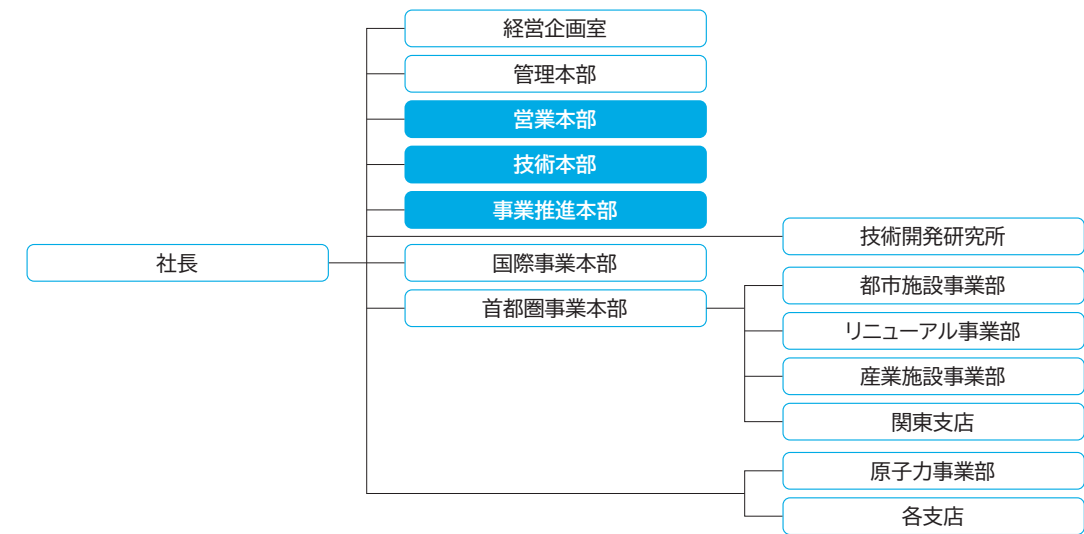 経営企画室
管理本部
営業本部
技術本部
事業推進本部
技術開発研究所
社長
国際事業本部
都市施設事業部
首都圏事業本部
リニューアル事業部
産業施設事業部
関東支店
原子力事業部
各支店